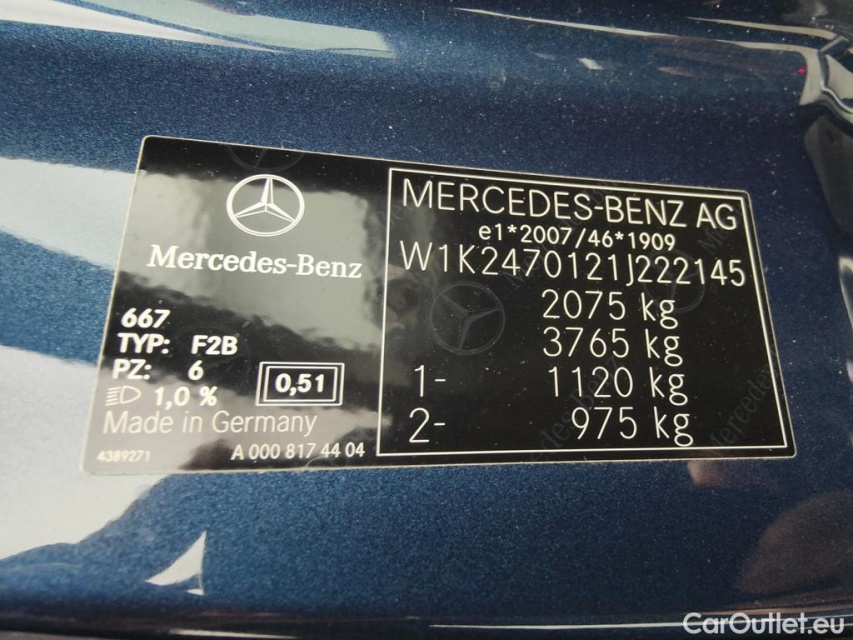 Mercedes-Benz
667
TYP: F2B
PZ: 6
1,0 %
0,51
Made in Germany
4389271
A 000 817 44 04
MERCEDES-BENZ AG
e1*2007/46*1909
W1K2470121J222145
2075 kg
3765 kg
1- 1120 kg
2- 975 kg
CarOutlet.eu